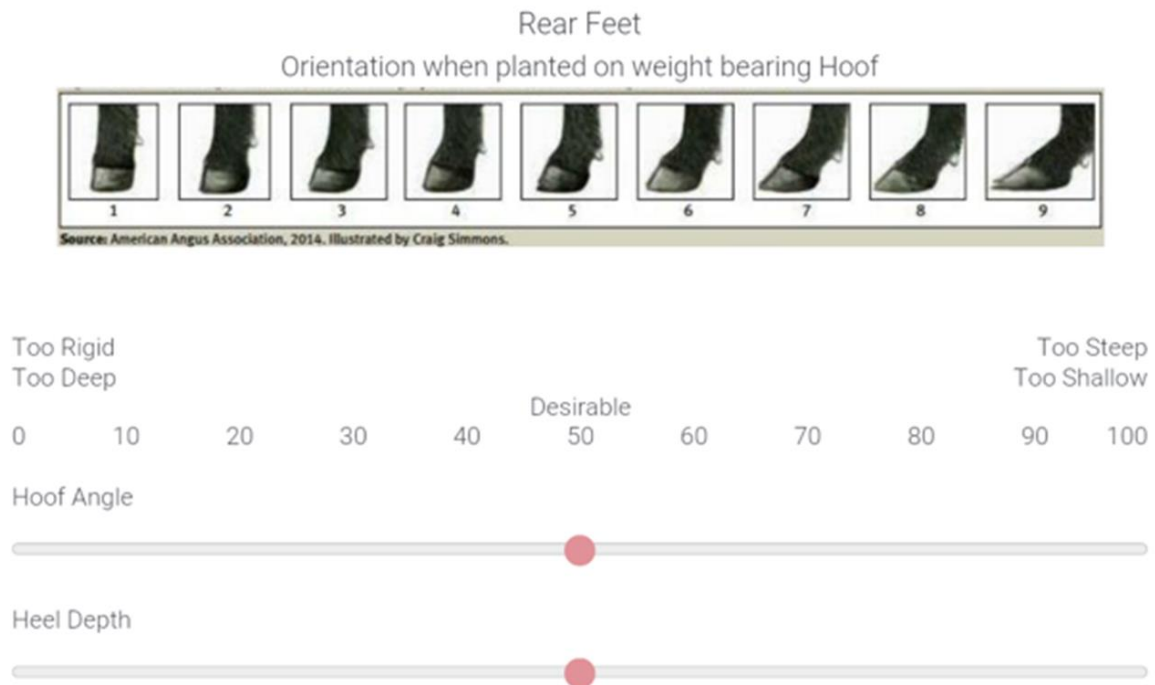 Rear Feet
Orientation when planted on weight bearing Hoof
1 2 3 4 5 6 7 8 9
Source: American Angus Association, 2014. Illustrated by Craig Simmons.
Too Rigid Too Steep
Too Deep Too Shallow
Desirable
0 10 20 30 40 50 60 70 80 90 100
Hoof Angle
Heel Depth